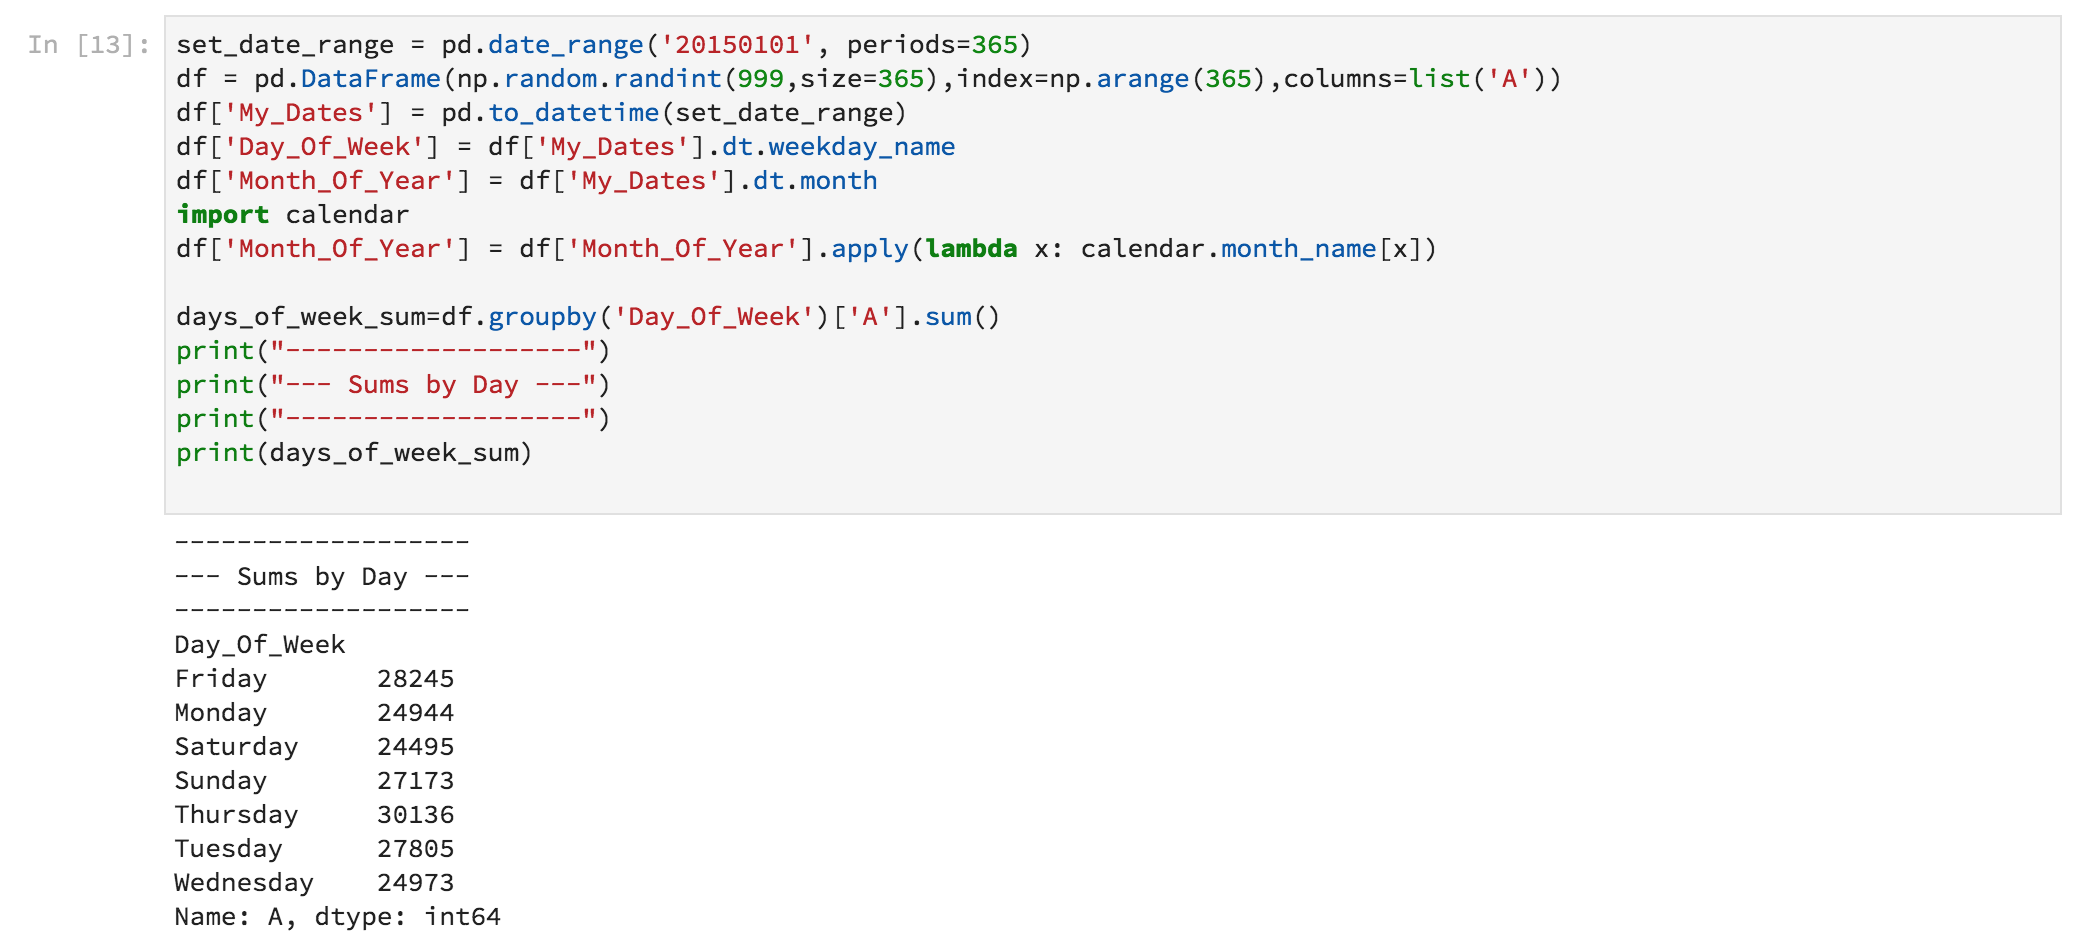 In [13]:
set_date_range = pd.date_range('20150101', periods=365)
df = pd.DataFrame(np.random.randint(999,size=365),index=np.arange(365),columns=list('A'))
df['My_Dates'] = pd.to_datetime(set_date_range)
df['Day_Of_Week'] = df['My_Dates'].dt.weekday_name
df['Month_Of_Year'] = df['My_Dates'].dt.month
import calendar
df['Month_Of_Year'] = df['Month_Of_Year'].apply(lambda x: calendar.month_name[x])

days_of_week_sum=df.groupby('Day_Of_Week')['A'].sum()
print("-------------------")
print("--- Sums by Day ---")
print("-------------------")
print(days_of_week_sum)

-------------------
--- Sums by Day ---
-------------------
Day_Of_Week
Friday       28245
Monday       24944
Saturday     24495
Sunday       27173
Thursday     30136
Tuesday      27805
Wednesday    24973
Name: A, dtype: int64